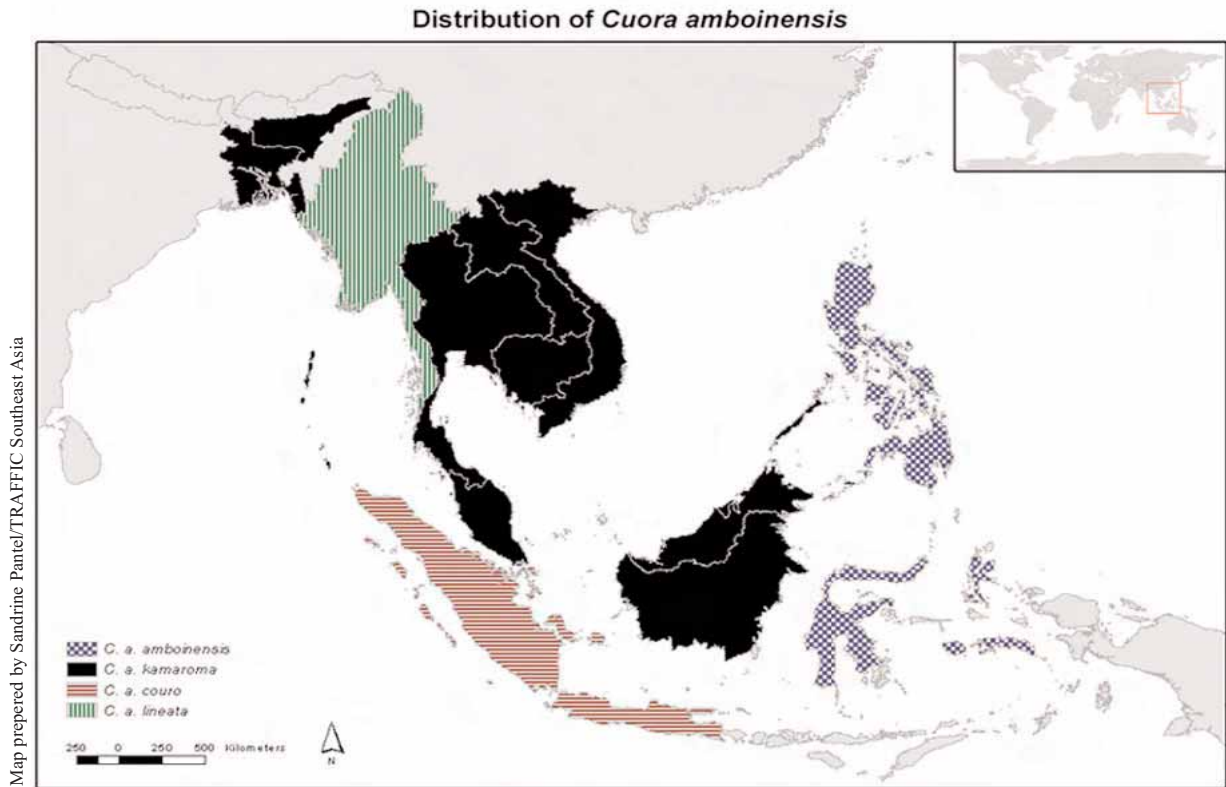 Distribution of Cuora amboinensis
Map prepered by Sandrine Pantel/TRAFFIC Southeast Asia
C. a. amboinensis
C. a. kamaroma
C. a. couro
C. a. lineata
250 0 250 500 Kilometers
N